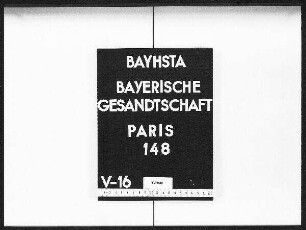 BAYHSTA
BAYERISCHE
GESANDTSCHAFT
PARIS
148
V-16